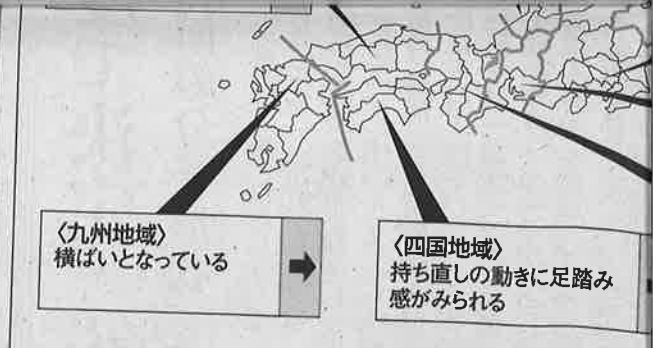 〈九州地域〉
横ばいとなっている
〈四国地域〉
持ち直しの動きに足踏み
感がみられる